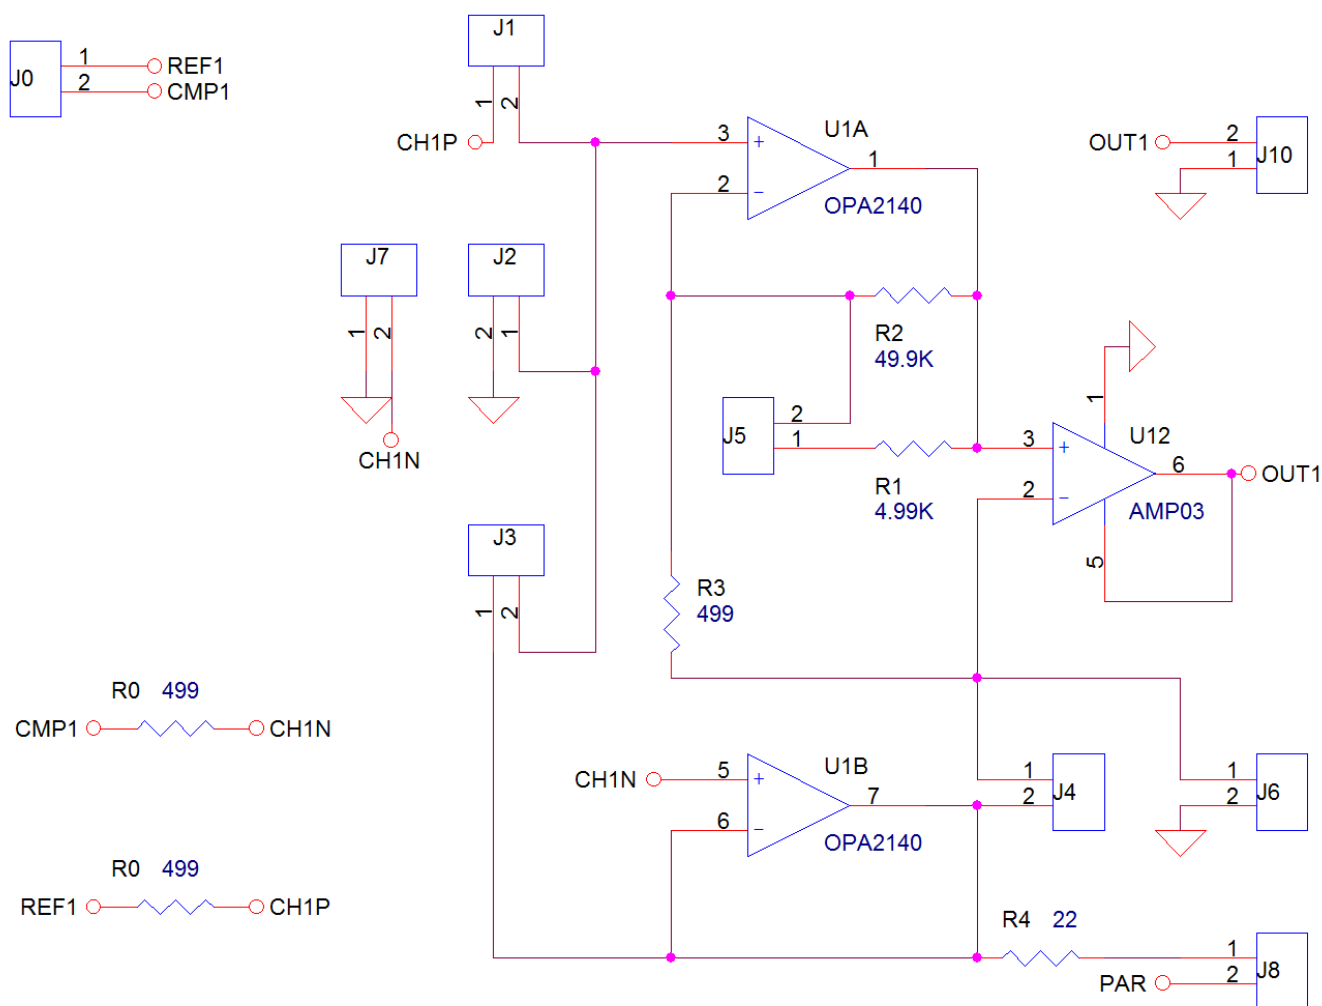 J0
1
REF1
2
CMP1
J1
1
2
CH1P
3
+
2
−
U1A
1
OPA2140
OUT1
2
1
J10
J7
1
2
CH1N
J2
2
1
R2
49.9K
J5
2
1
R1
4.99K
1
3
+
2
−
U12
6
OUT1
AMP03
5
J3
1
2
R3
499
R0 499
CMP1
CH1N
CH1N
5
+
6
−
U1B
7
OPA2140
1
2
J4
1
2
J6
R0 499
REF1
CH1P
R4 22
1
2
J8
PAR